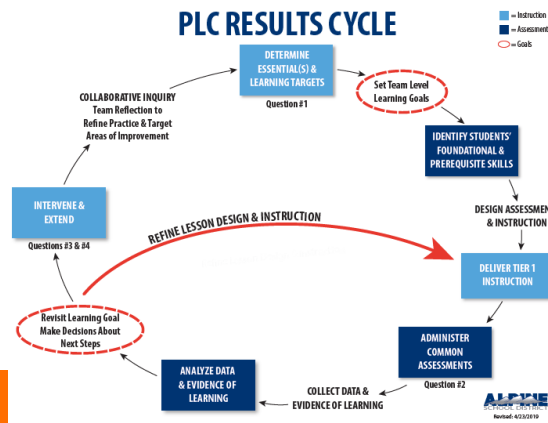 PLC RESULTS CYCLE
= Instruction
= Assessment
= Goals
DETERMINE
ESSENTIAL(S) &
LEARNING TARGETS
Question #1
Set Team Level
Learning Goals
IDENTIFY STUDENTS'
FOUNDATIONAL &
PREREQUISITE SKILLS
DESIGN ASSESSMENT
& INSTRUCTION
DELIVER TIER 1
INSTRUCTION
ADMINISTER
COMMON
ASSESSMENTS
Question #2
COLLECT DATA &
EVIDENCE OF LEARNING
ANALYZE DATA
& EVIDENCE OF
LEARNING
Revisit Learning Goal
Make Decisions About
Next Steps
REFINE LESSON DESIGN & INSTRUCTION
INTERVENE &
EXTEND
Questions #3 & #4
COLLABORATIVE INQUIRY
Team Reflection to
Refine Practice & Target
Areas of Improvement
ALPINE
SCHOOL DISTRICT
Revised: 4/23/2019